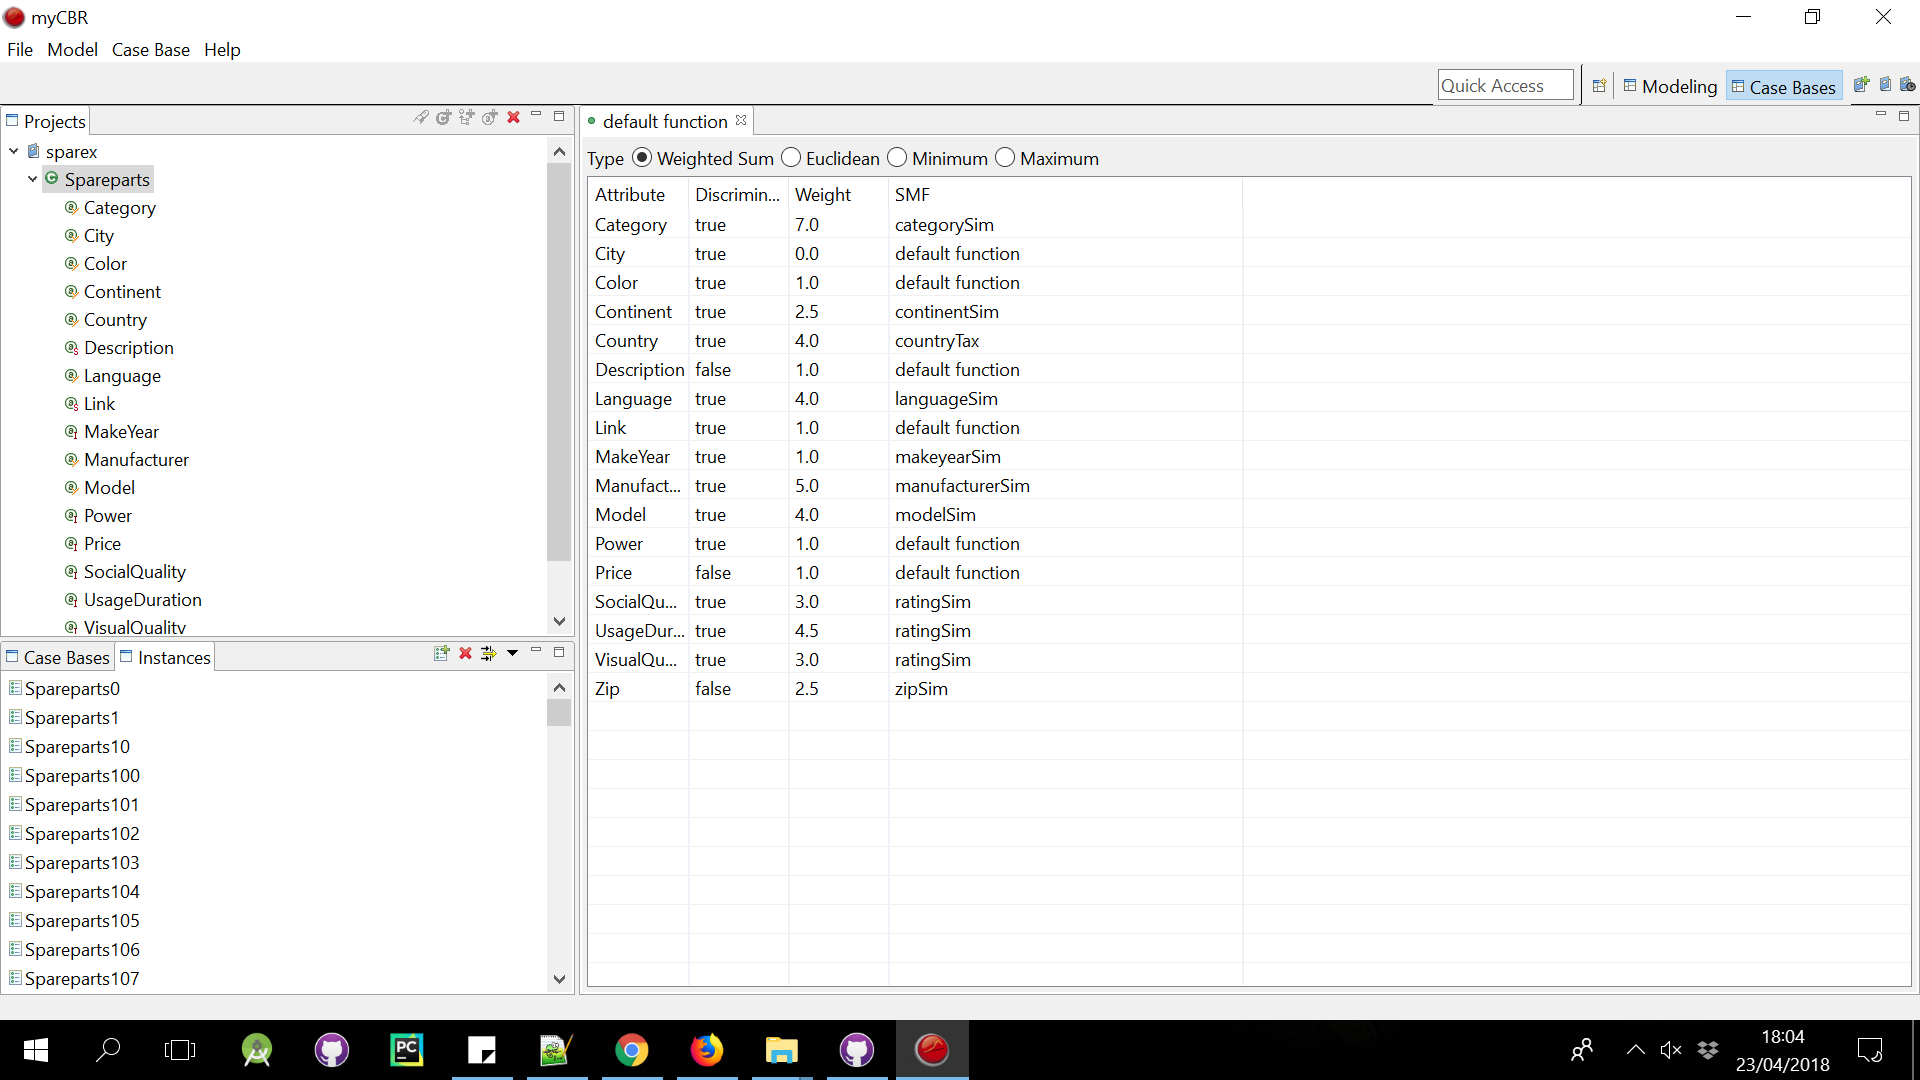 myCBR
File Model Case Base Help
Quick Access
Modeling
Case Bases
Projects
sparex
Spareparts
Category
City
Color
Continent
Country
Description
Language
Link
MakeYear
Manufacturer
Model
Power
Price
SocialQuality
UsageDuration
VisualQuality
Case Bases Instances
Spareparts0
Spareparts1
Spareparts10
Spareparts100
Spareparts101
Spareparts102
Spareparts103
Spareparts104
Spareparts105
Spareparts106
Spareparts107
default function
Type Weighted Sum Euclidean Minimum Maximum
Attribute Discrimin... Weight SMF
Category true 7.0 categorySim
City true 0.0 default function
Color true 1.0 default function
Continent true 2.5 continentSim
Country true 4.0 countryTax
Description false 1.0 default function
Language true 4.0 languageSim
Link true 1.0 default function
MakeYear true 1.0 makeyearSim
Manufact... true 5.0 manufacturerSim
Model true 4.0 modelSim
Power true 1.0 default function
Price false 1.0 default function
SocialQu... true 3.0 ratingSim
UsageDur... true 4.5 ratingSim
VisualQu... true 3.0 ratingSim
Zip false 2.5 zipSim
PC
18:04
23/04/2018